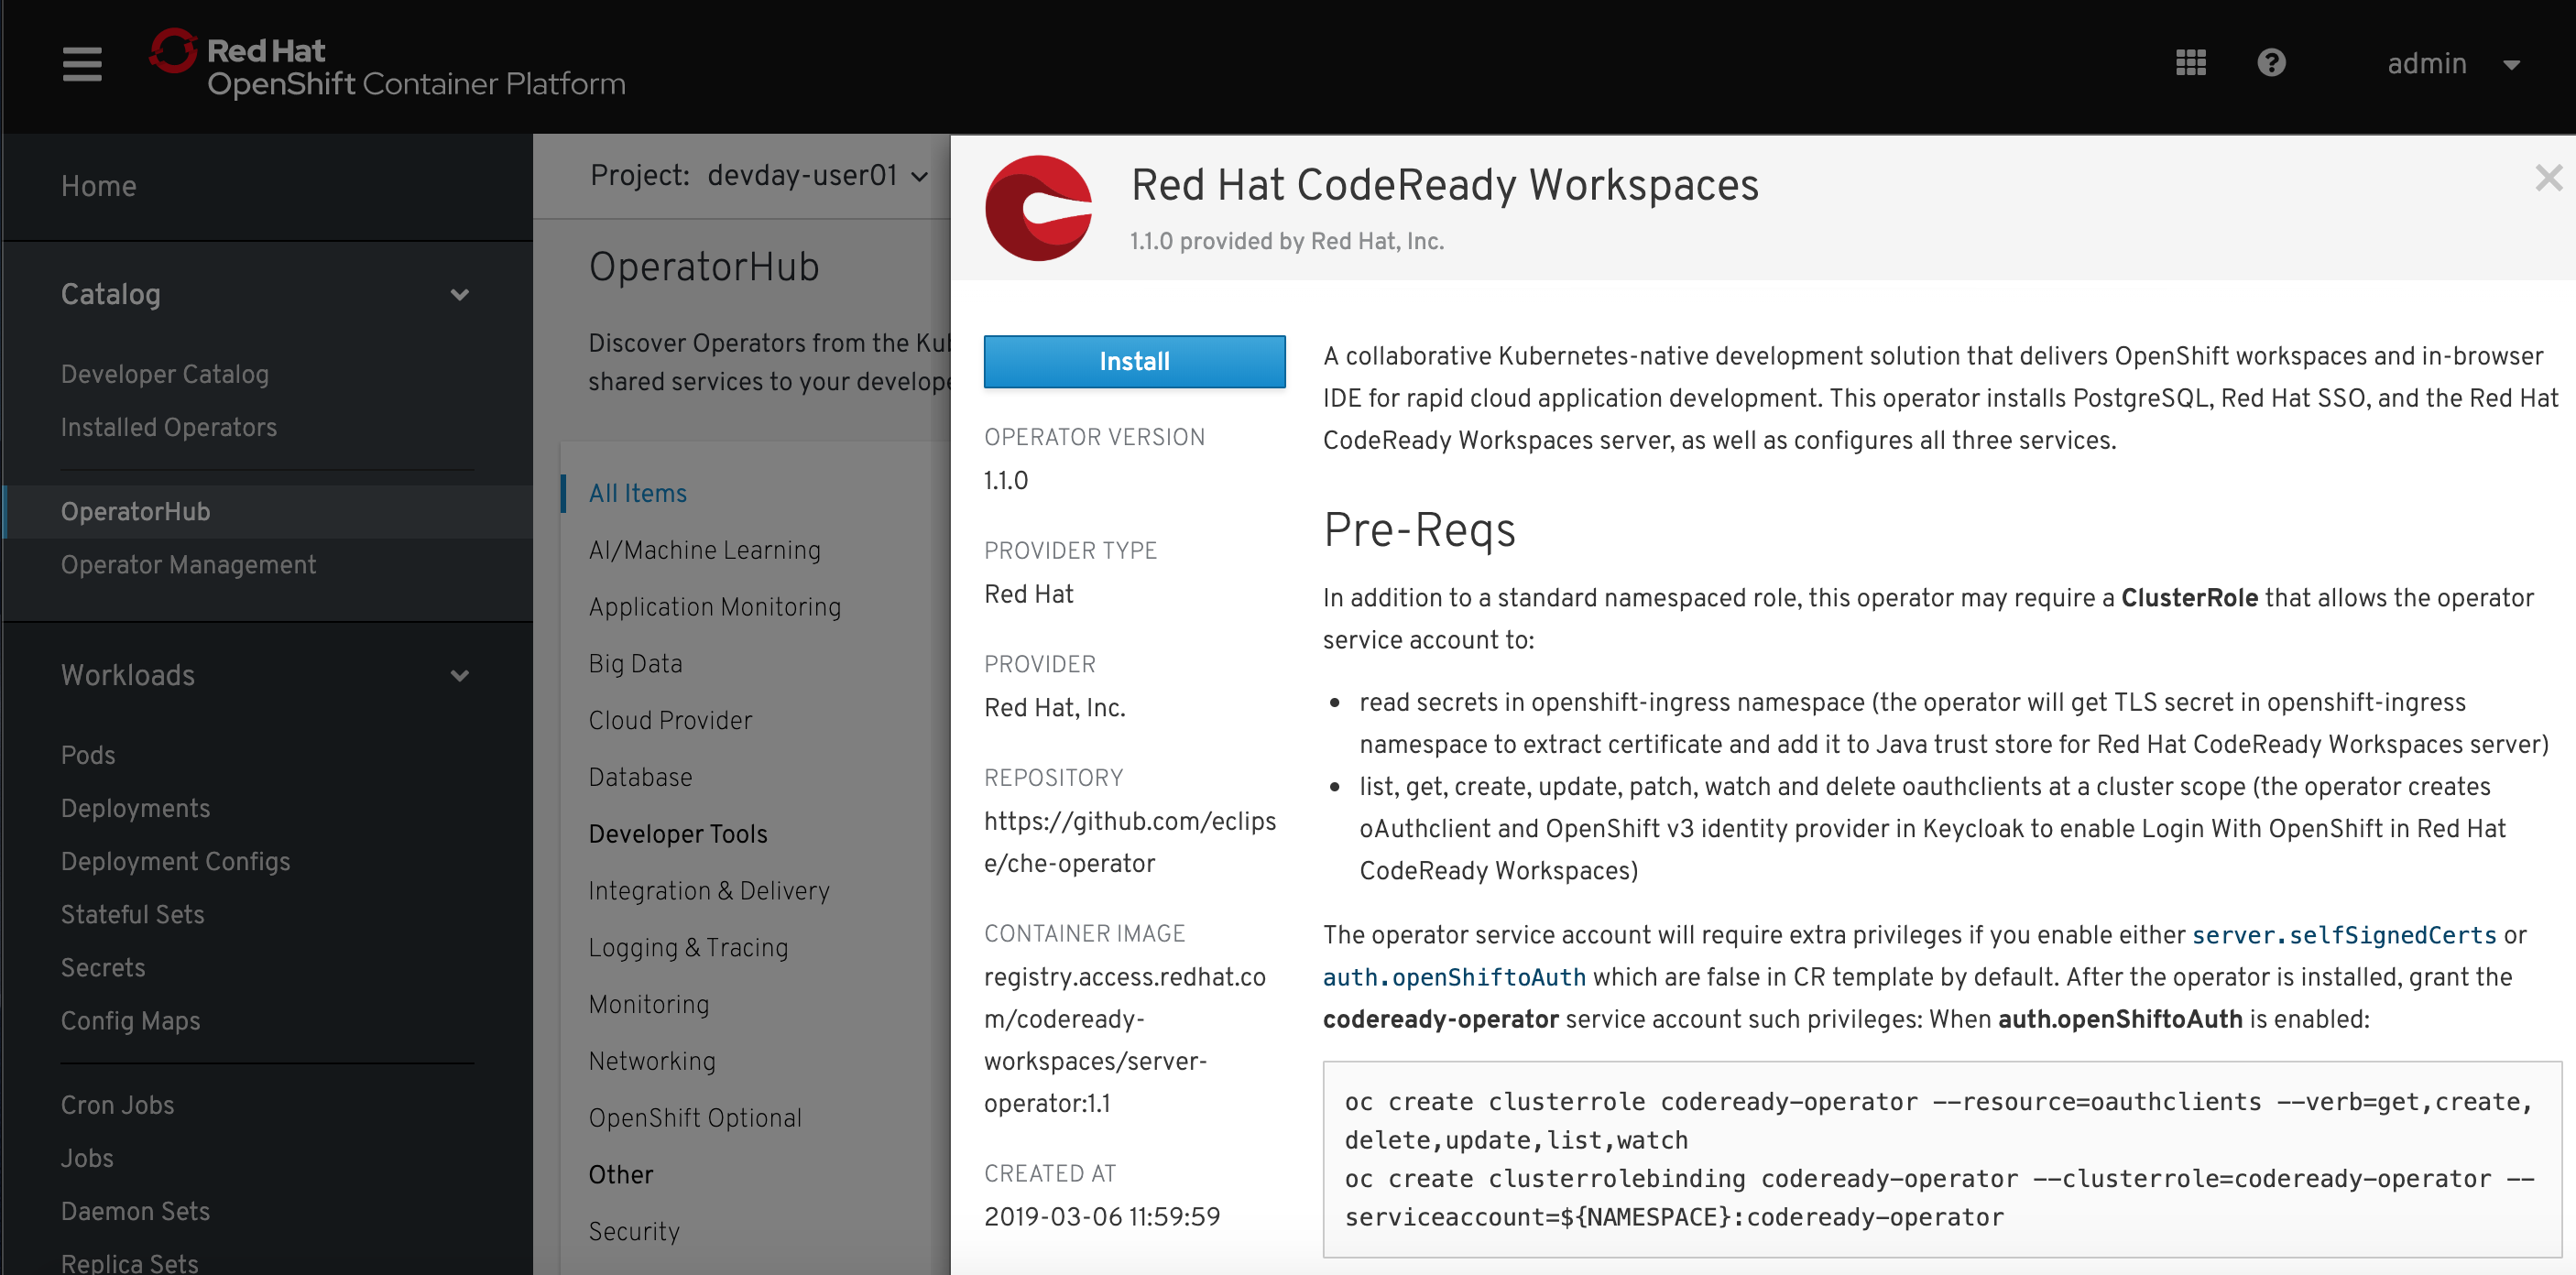 Red Hat
OpenShift Container Platform
admin
Home
Catalog
Developer Catalog
Installed Operators
OperatorHub
Operator Management
Workloads
Pods
Deployments
Deployment Configs
Stateful Sets
Secrets
Config Maps
Cron Jobs
Jobs
Daemon Sets
Replica Sets
Project: devday-user01
OperatorHub
Discover Operators from the
shared services to your
All Items
AI/Machine Learning
Application Monitoring
Big Data
Cloud Provider
Database
Developer Tools
Integration & Delivery
Logging & Tracing
Monitoring
Networking
OpenShift Optional
Other
Security
Red Hat CodeReady Workspaces
1.1.0 provided by Red Hat, Inc.
Install
OPERATOR VERSION
1.1.0
PROVIDER TYPE
Red Hat
PROVIDER
Red Hat, Inc.
REPOSITORY
https://github.com/eclips
e/che-operator
CONTAINER IMAGE
registry.access.redhat.co
m/codeready-
workspaces/server-
operator:1.1
CREATED AT
2019-03-06 11:59:59
A collaborative Kubernetes-native development solution that delivers OpenShift workspaces and in-browser
IDE for rapid cloud application development. This operator installs PostgreSQL, Red Hat SSO, and the Red Hat
CodeReady Workspaces server, as well as configures all three services.
Pre-Reqs
In addition to a standard namespaced role, this operator may require a ClusterRole that allows the operator
service account to:
• read secrets in openshift-ingress namespace (the operator will get TLS secret in openshift-ingress
namespace to extract certificate and add it to Java trust store for Red Hat CodeReady Workspaces server)
• list, get, create, update, patch, watch and delete oauthclients at a cluster scope (the operator creates
oAuthclient and OpenShift v3 identity provider in Keycloak to enable Login With OpenShift in Red Hat
CodeReady Workspaces)
The operator service account will require extra privileges if you enable either server.selfSignedCerts or
auth.openShiftoAuth which are false in CR template by default. After the operator is installed, grant the
codeready-operator service account such privileges: When auth.openShiftoAuth is enabled:
oc create clusterrole codeready-operator --resource=oauthclients --verb=get,create,
delete,update,list,watch
oc create clusterrolebinding codeready-operator --clusterrole=codeready-operator --
serviceaccount=${NAMESPACE}:codeready-operator